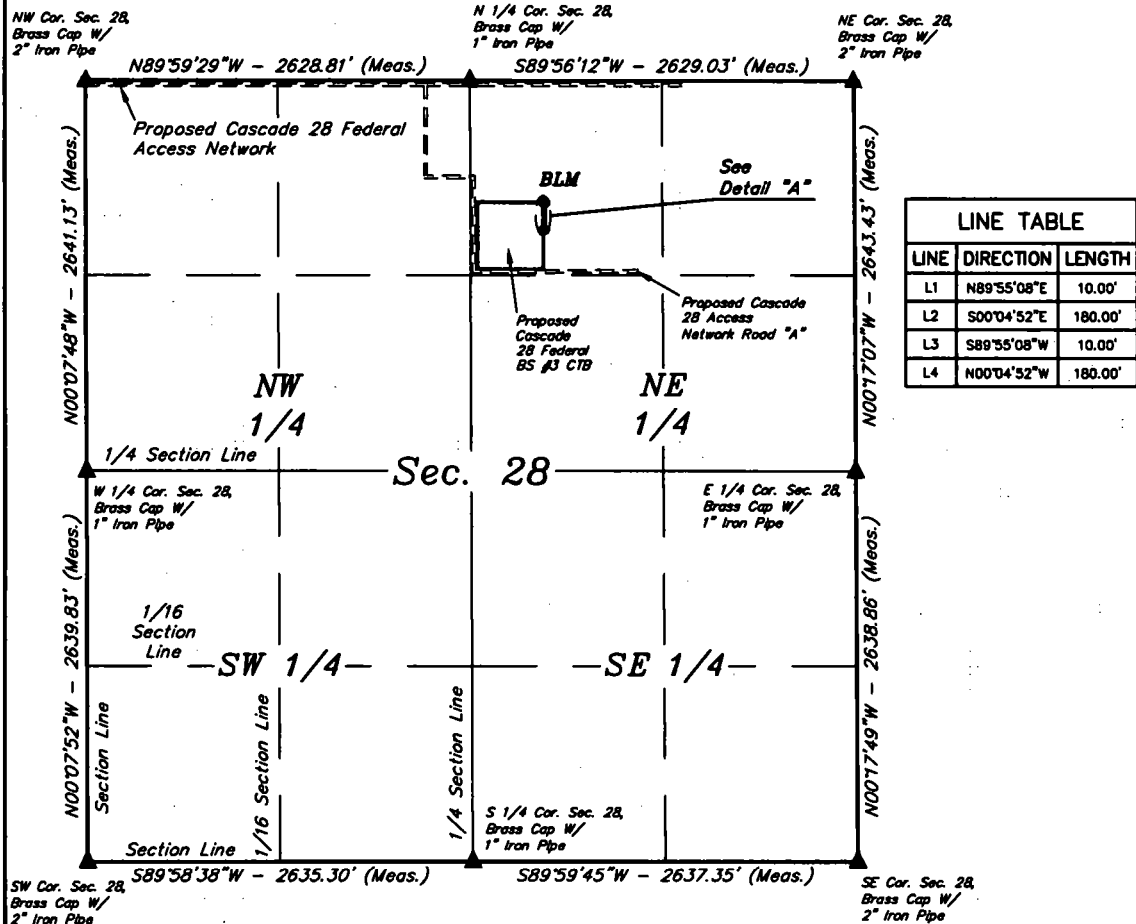 NW Cor. Sec. 28,
Brass Cap W/
2" Iron Pipe
N 1/4 Cor. Sec. 28,
Brass Cap W/
1" Iron Pipe
NE Cor. Sec. 28,
Brass Cap W/
2" Iron Pipe
N89°59'29"W - 2628.81' (Meas.)
S89°56'12"W - 2629.03' (Meas.)
Proposed Cascade 28 Federal
Access Network
BLM
See
Detail "A"
N00°07'48"W - 2641.13' (Meas.)
N00°17'07"W - 2643.43' (Meas.)
LINE TABLE
LINE DIRECTION LENGTH
L1 N89°55'08"E 10.00'
L2 S00°04'52"E 180.00'
L3 S89°55'08"W 10.00'
L4 N00°04'52"W 180.00'
Proposed
Cascade
28 Federal
BS #3 CTB
Proposed Cascade
28 Access
Network Road "A"
NW
1/4
NE
1/4
1/4 Section Line
Sec. 28
W 1/4 Cor. Sec. 28,
Brass Cap W/
1" Iron Pipe
E 1/4 Cor. Sec. 28,
Brass Cap W/
1" Iron Pipe
N00°07'52"W - 2639.83' (Meas.)
Section Line
1/16
Section
Line
SW 1/4
SE 1/4
1/16 Section Line
1/4 Section Line
N00°17'49"W - 2638.86' (Meas.)
S 1/4 Cor. Sec. 28,
Brass Cap W/
1" Iron Pipe
Section Line
S89°58'38"W - 2635.30' (Meas.)
S89°59'45"W - 2637.35' (Meas.)
SW Cor. Sec. 28,
Brass Cap W/
2" Iron Pipe
SE Cor. Sec. 28,
Brass Cap W/
2" Iron Pipe